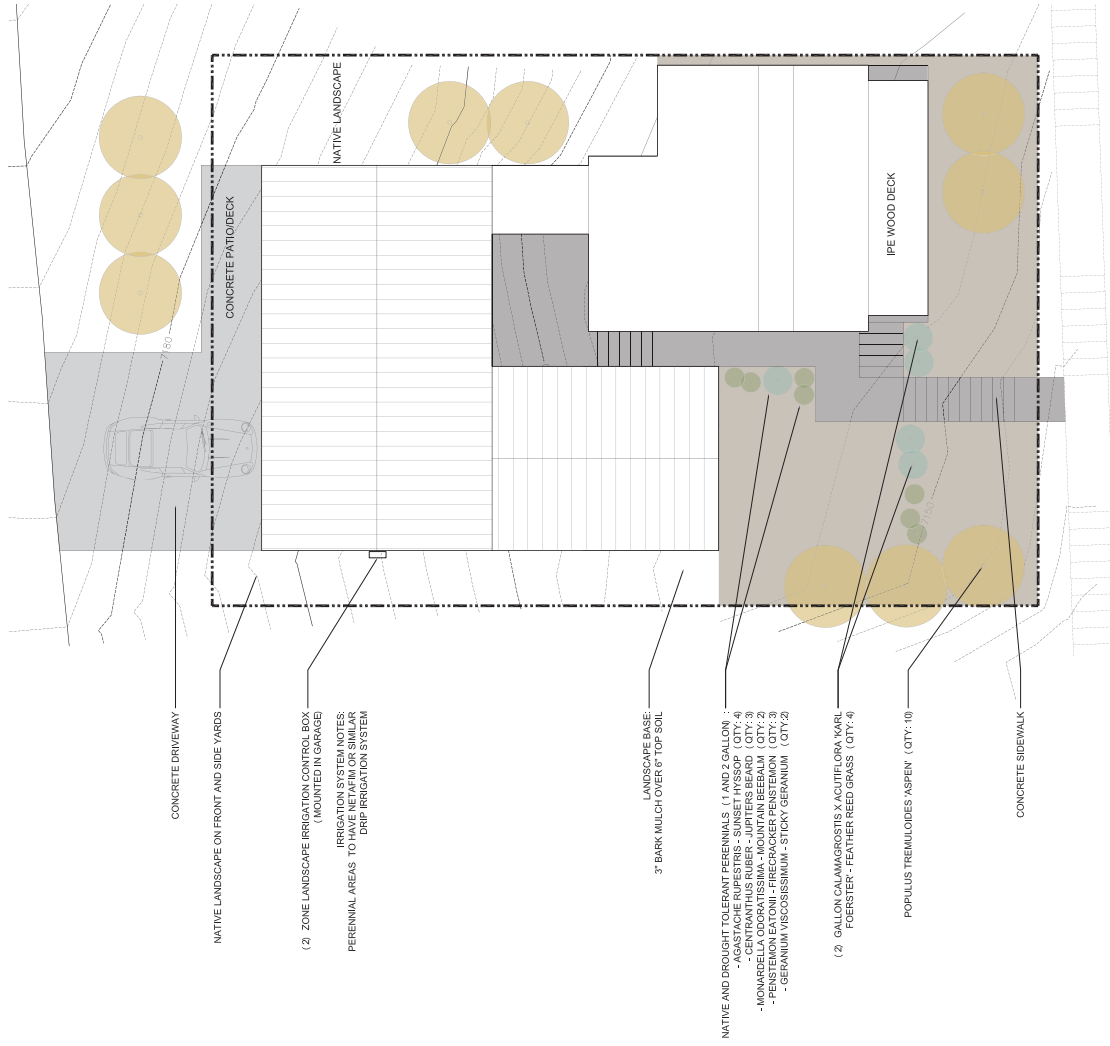 NATIVE LANDSCAPE
CONCRETE PATIO/DECK
IPE WOOD DECK
7180
7150
CONCRETE DRIVEWAY
NATIVE LANDSCAPE ON FRONT AND SIDE YARDS
(2) ZONE LANDSCAPE IRRIGATION CONTROL BOX
(MOUNTED IN GARAGE)
IRRIGATION SYSTEM NOTES:
PERENNIAL AREAS TO HAVE NETAFIM OR SIMILAR
DRIP IRRIGATION SYSTEM
LANDSCAPE BASE:
3" BARK MULCH OVER 6" TOP SOIL
NATIVE AND DROUGHT TOLERANT PERENNIALS (1 AND 2 GALLON) :
- AGASTACHE RUPESTRIS - SUNSET HYSSOP (QTY: 4)
- CENTRANTHUS RUBER - JUPITERS BEARD (QTY: 3)
- MONARDELLA ODORATISSIMA - MOUNTAIN BEEBALM (QTY: 2)
- PENSTEMON EATONII - FIRECRACKER PENSTEMON (QTY: 3)
- GERANIUM VISCOSISSIMUM - STICKY GERANIUM (QTY:2)
(2) GALLON CALAMAGROSTIS X ACUTIFLORA 'KARL
FOERSTER' - FEATHER REED GRASS (QTY: 4)
POPULUS TREMULOIDES 'ASPEN' (QTY: 10)
CONCRETE SIDEWALK